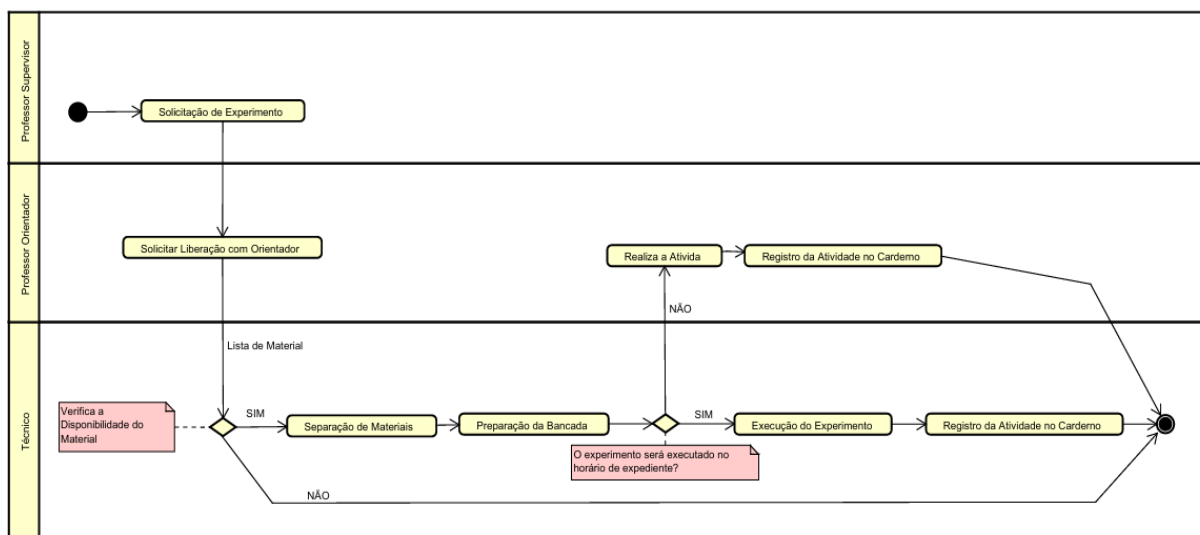 Professor Supervisor
Solicitação de Experimento
Professor Orientador
Solicitar Liberação com Orientador
Realiza a Ativida
Registro da Atividade no Carderno
NÃO
Técnico
Lista de Material
Verifica a
Disponibilidade do
Material
SIM
Separação de Materiais
Preparação da Bancada
SIM
Execução do Experimento
Registro da Atividade no Carderno
O experimento será executado no
horário de expediente?
NÃO